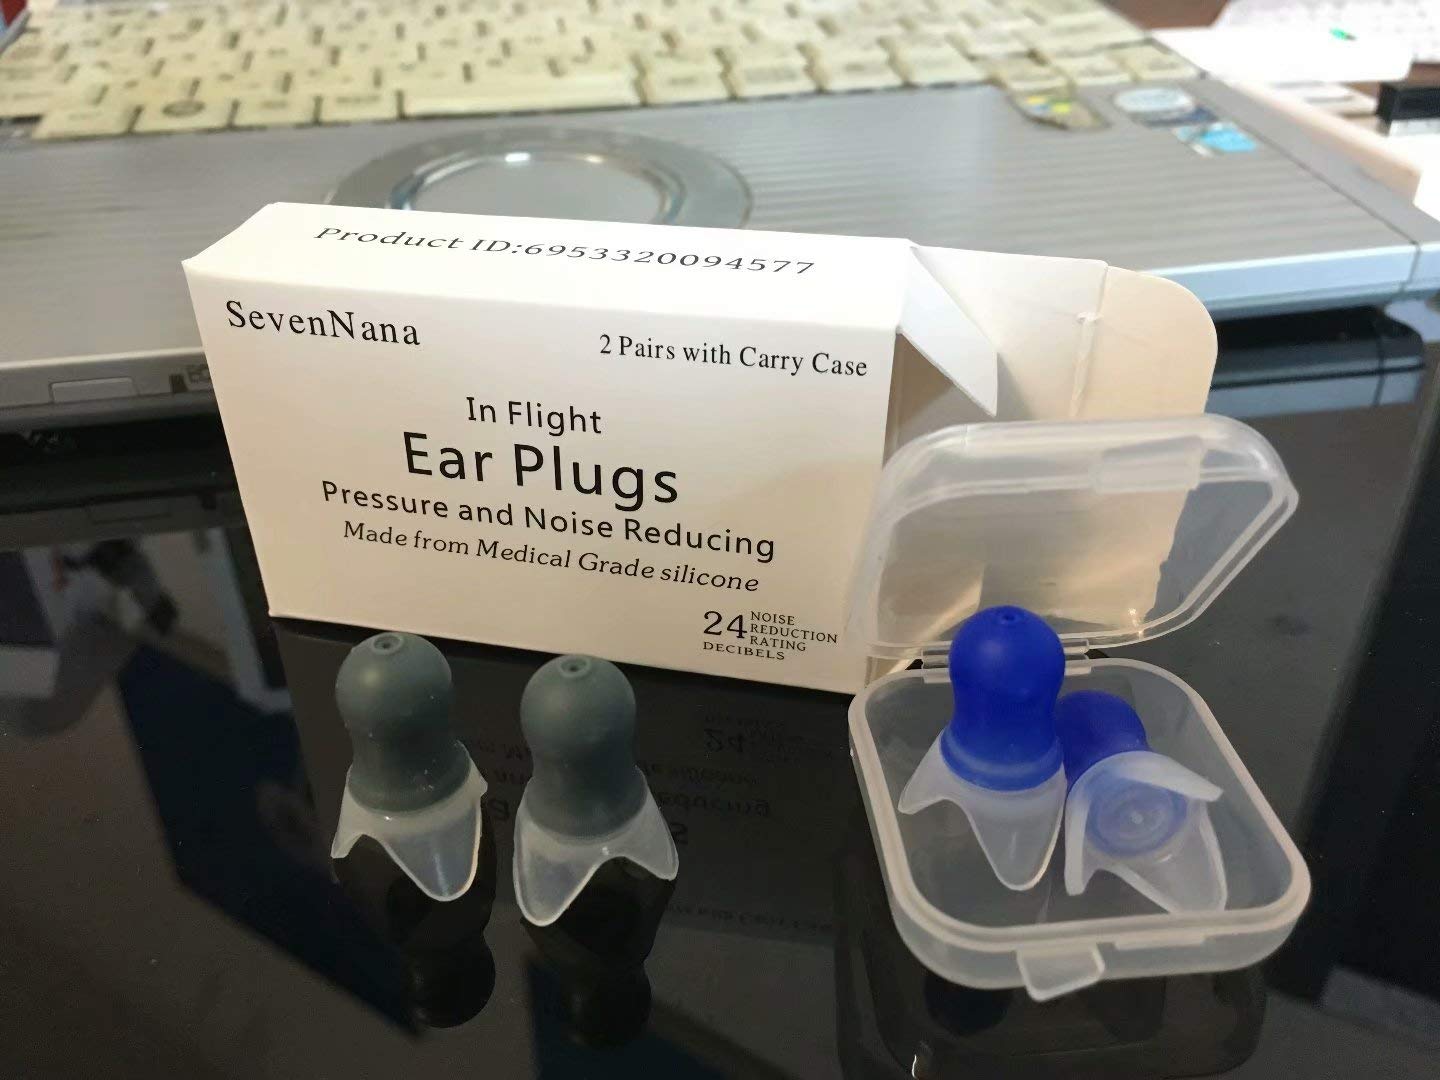 Product ID:6953320094577
SevenNana
2 Pairs with Carry Case
In Flight
Ear Plugs
Pressure and Noise Reducing
Made from Medical Grade silicone
24 NOISE
REDUCTION
RATING
DECIBELS